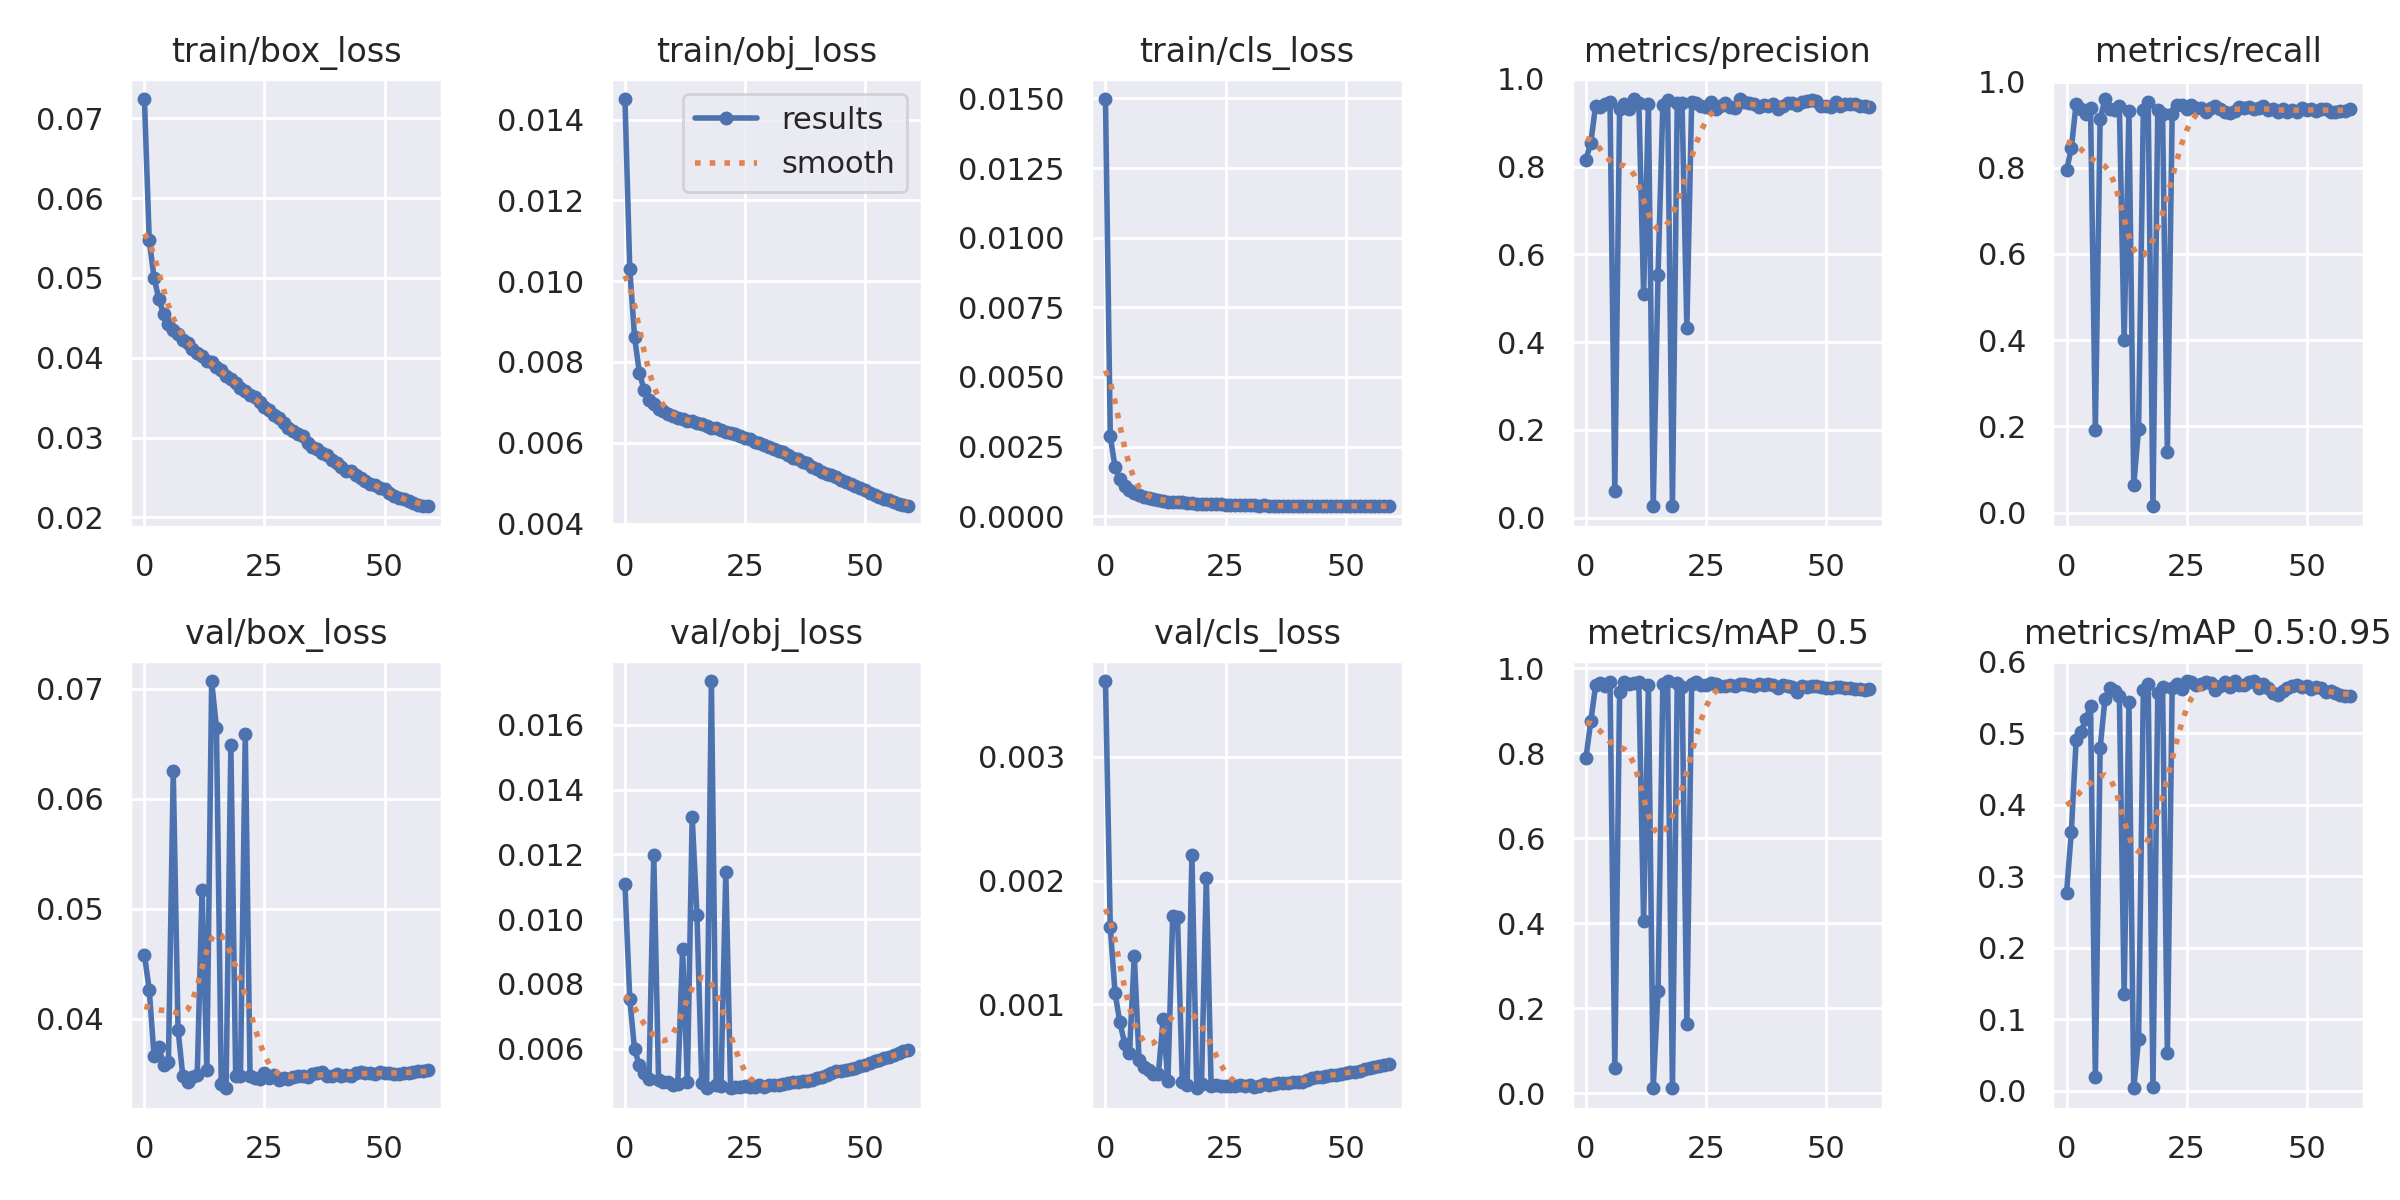 train/box_loss
0.07
0.06
0.05
0.04
0.03
0.02
0 25 50
train/obj_loss
results
smooth
0.014
0.012
0.010
0.008
0.006
0.004
0 25 50
train/cls_loss
0.0150
0.0125
0.0100
0.0075
0.0050
0.0025
0.0000
0 25 50
metrics/precision
1.0
0.8
0.6
0.4
0.2
0.0
0 25 50
metrics/recall
1.0
0.8
0.6
0.4
0.2
0.0
0 25 50
val/box_loss
0.07
0.06
0.05
0.04
0 25 50
val/obj_loss
0.016
0.014
0.012
0.010
0.008
0.006
0 25 50
val/cls_loss
0.003
0.002
0.001
0 25 50
metrics/mAP_0.5
1.0
0.8
0.6
0.4
0.2
0.0
0 25 50
metrics/mAP_0.5:0.95
0.6
0.5
0.4
0.3
0.2
0.1
0.0
0 25 50